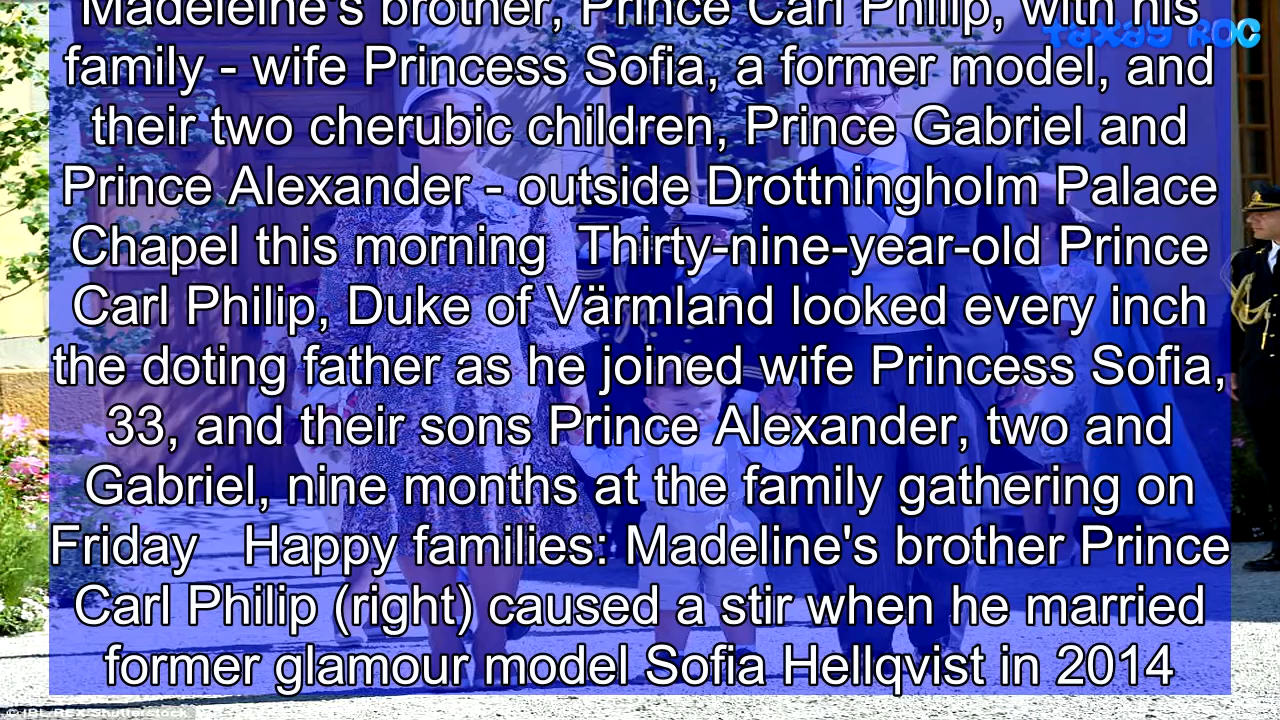 Madeleine's brother, Prince Carl Philip, with his
TAXAY ROC
family - wife Princess Sofia, a former model, and
their two cherubic children, Prince Gabriel and
Prince Alexander - outside Drottningholm Palace
Chapel this morning  Thirty-nine-year-old Prince
Carl Philip, Duke of Värmland looked every inch
the doting father as he joined wife Princess Sofia,
33, and their sons Prince Alexander, two and
Gabriel, nine months at the family gathering on
Friday   Happy families: Madeline's brother Prince
Carl Philip (right) caused a stir when he married
former glamour model Sofia Hellqvist in 2014